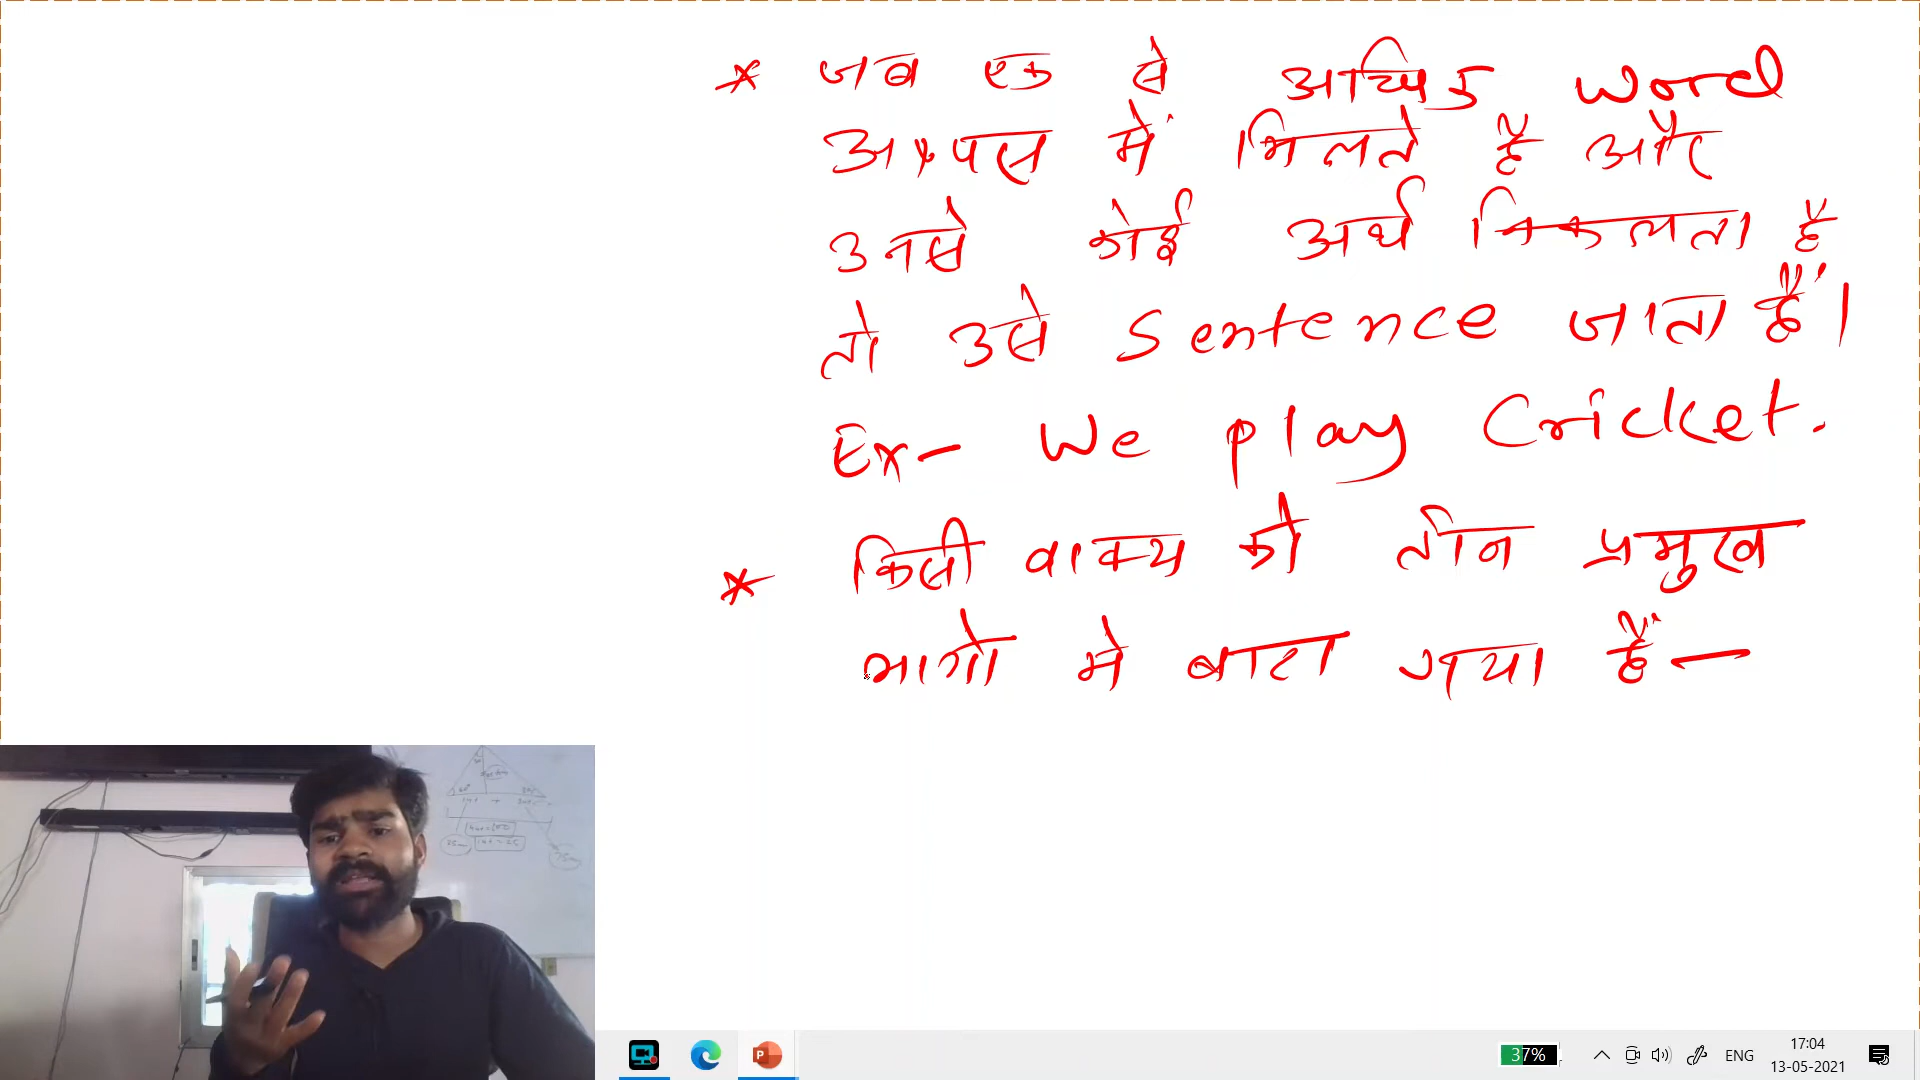 * जब एक से अधिक Word
आपस में मिलते है और
उनसे कोई अर्थ निकलता है
तो उसे Sentence जाता हैं।
Ex- We play Cricket.
* किसी वाक्य को तीन प्रमुख
भागो मे बाटा गया हैं-
37%
ENG
17:04
13-05-2021